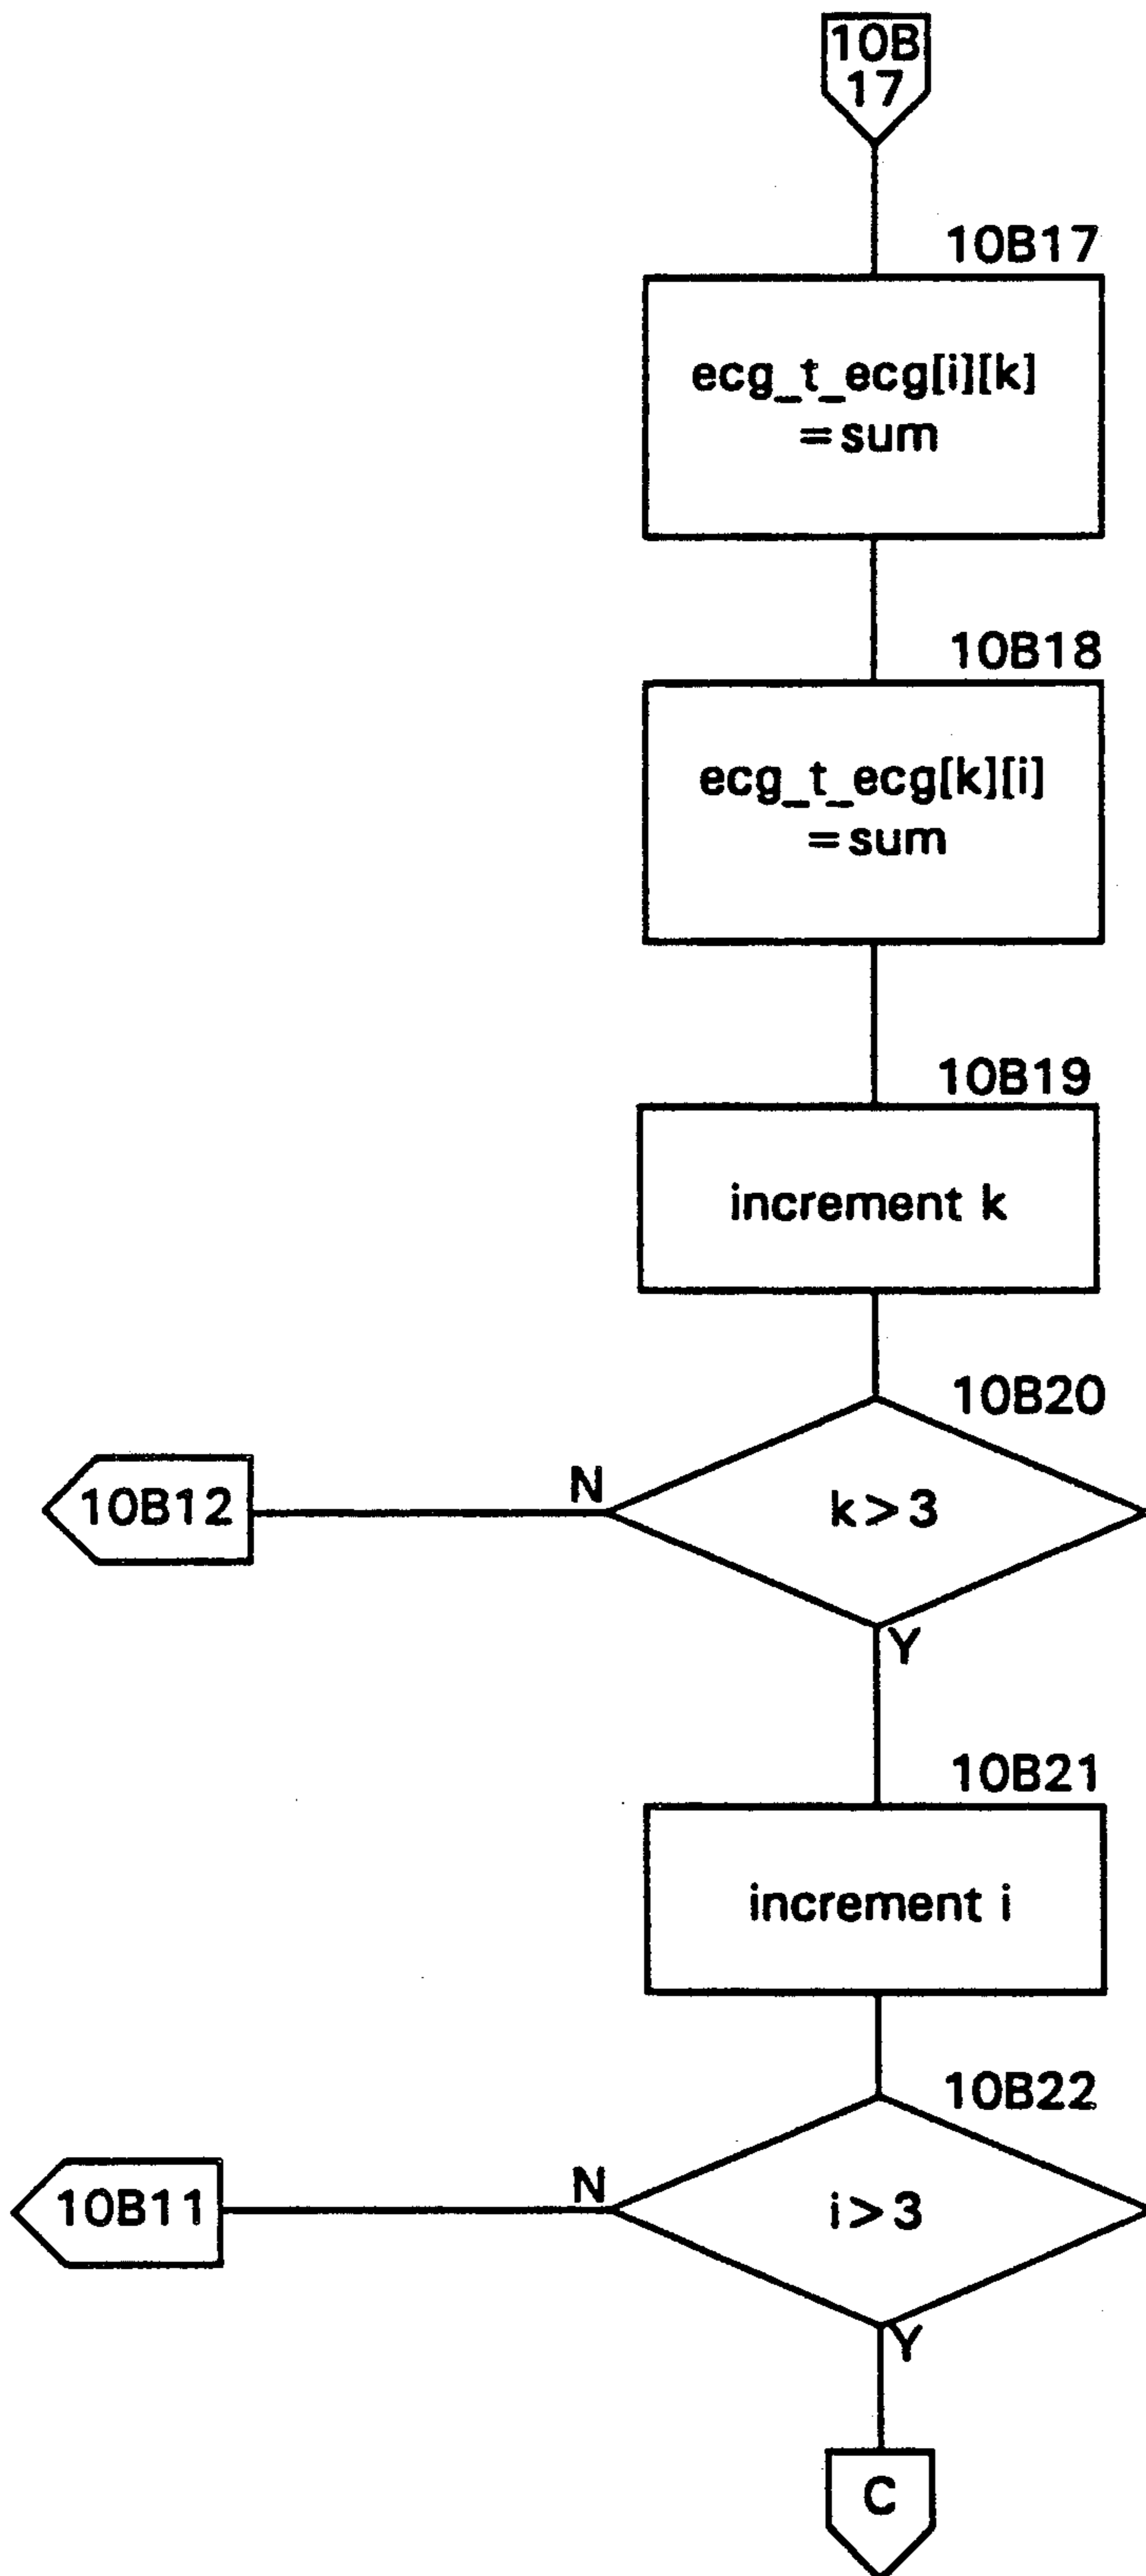 10B
17
10B17
ecg_t_ecg[i][k]
=sum
10B18
ecg_t_ecg[k][i]
=sum
10B19
increment k
10B20
10B12
N
k>3
Y
10B21
increment i
10B22
10B11
N
i>3
Y
C